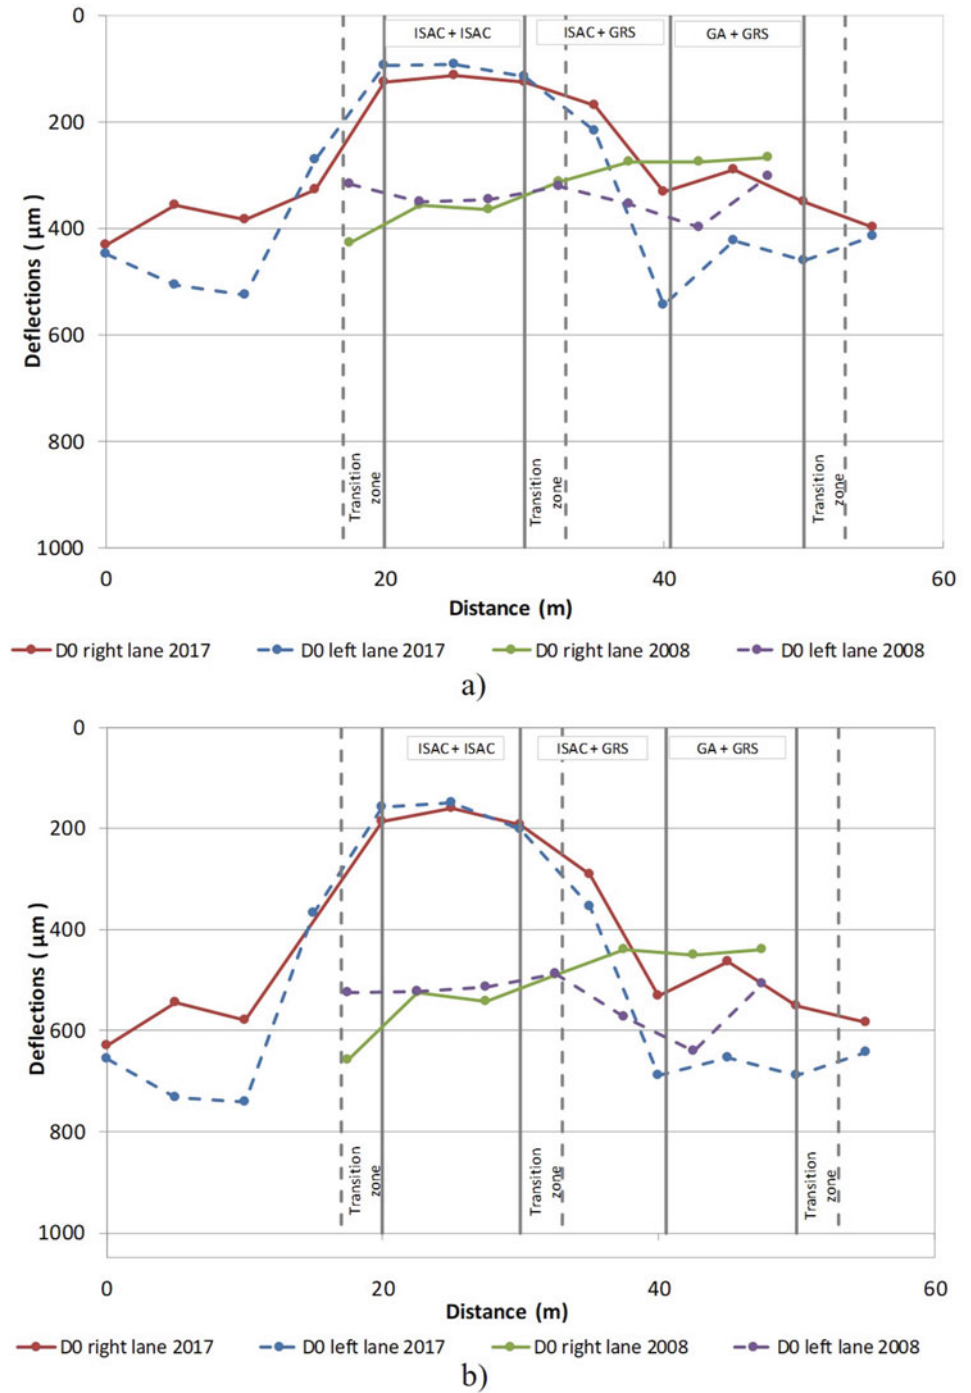 0
200
400
600
800
1000
Deflections ( µm )
ISAC + ISAC
ISAC + GRS
GA + GRS
Transition
zone
Transition
zone
Transition
zone
0
20
40
60
Distance (m)
D0 right lane 2017
D0 left lane 2017
D0 right lane 2008
D0 left lane 2008
a)
0
200
400
600
800
1000
Deflections ( µm )
ISAC + ISAC
ISAC + GRS
GA + GRS
Transition
zone
Transition
zone
Transition
zone
0
20
40
60
Distance (m)
D0 right lane 2017
D0 left lane 2017
D0 right lane 2008
D0 left lane 2008
b)